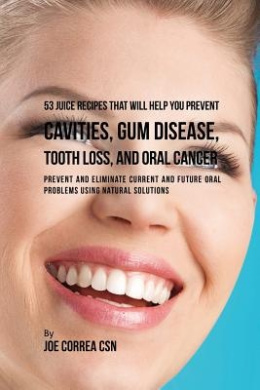 53 JUICE RECIPES THAT WILL HELP YOU PREVENT
CAVITIES, GUM DISEASE,
TOOTH LOSS, AND ORAL CANCER
PREVENT AND ELIMINATE CURRENT AND FUTURE ORAL
PROBLEMS USING NATURAL SOLUTIONS
By
JOE CORREA CSN